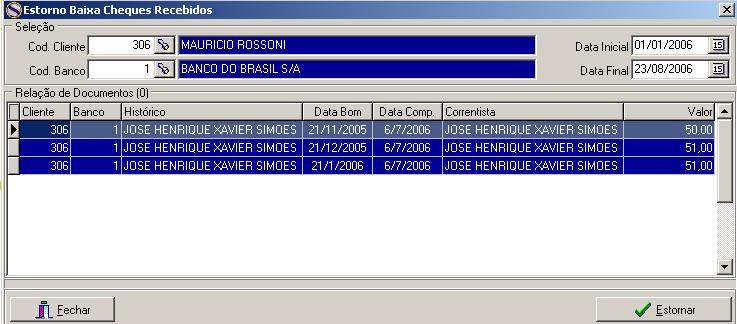 Estorno Baixa Cheques Recebidos
Seleção
Cod. Cliente 306 MAURICIO ROSSONI Data Inicial 01/01/2006 15
Cod. Banco 1 BANCO DO BRASIL S/A Data Final 23/08/2006 15
Relação de Documentos (0)
Cliente Banco Histórico Data Bom Data Comp. Correntista Valor
306 1 JOSE HENRIQUE XAVIER SIMOES 21/11/2005 6/7/2006 JOSE HENRIQUE XAVIER SIMOES 50,00
306 1 JOSE HENRIQUE XAVIER SIMOES 21/12/2005 6/7/2006 JOSE HENRIQUE XAVIER SIMOES 51,00
306 1 JOSE HENRIQUE XAVIER SIMOES 21/1/2006 6/7/2006 JOSE HENRIQUE XAVIER SIMOES 51,00
Fechar Estornar